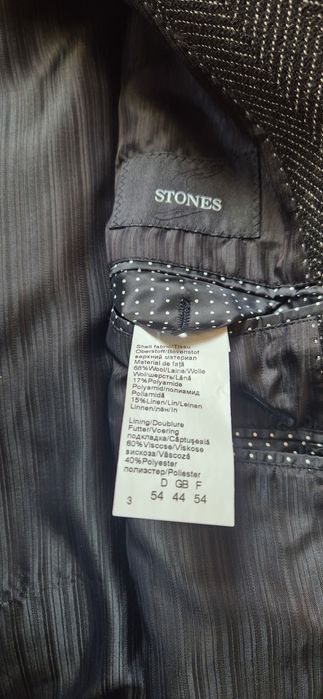 STONES
Shell fabric/Tissu
Oberstoff/Bovenstof
верхний материал
Material de față
68%Wool/Laine/Wolle
Wol/шерсть/Lână
17%Polyamide
Polyamid/полиамид
Poliamidă
15%Linen/Lin/Leinen
Linnen/лён/In
Lining/Doublure
Futter/Voering
подкладка/Căptuşeală
60%Viscose/Viskose
вискоза/Vâscoză
40%Polyester
полиэстер/Poliester
D GB F
3 54 44 54